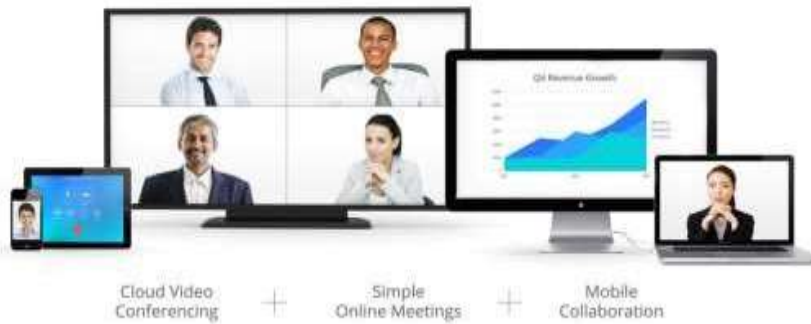 Q4 Revenue Growth
Cloud Video
Conferencing
+
Simple
Online Meetings
+
Mobile
Collaboration